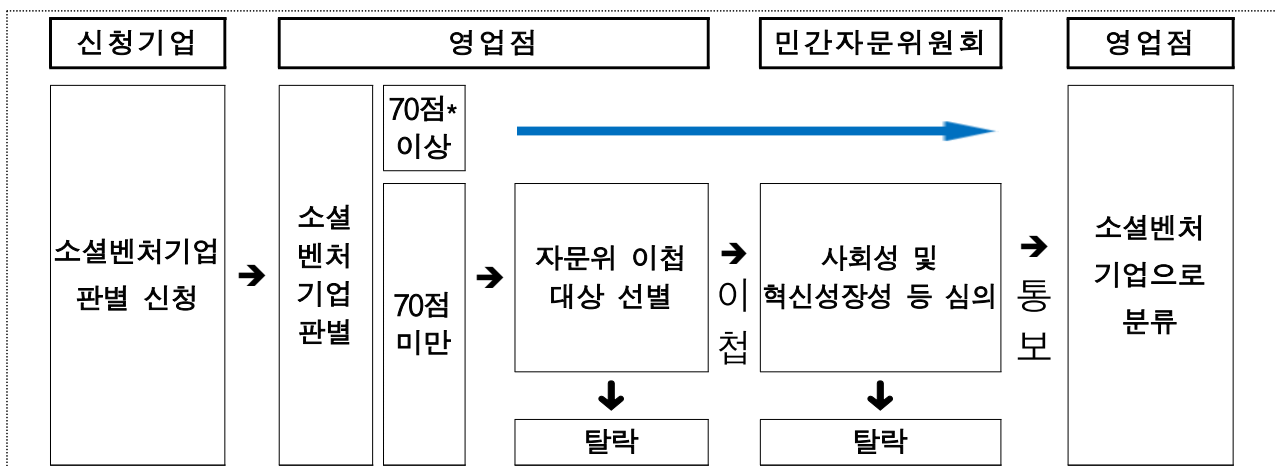 신청기업
영업점
민간자문위원회
영업점
소셜벤처기업
판별 신청
➔
소셜
벤처
기업
판별
70점*
이상
70점
미만
➔
자문위 이첩
대상 선별
➔
이
첩
사회성 및
혁신성장성 등 심의
➔
통
보
소셜벤처
기업으로
분류
탈락
탈락